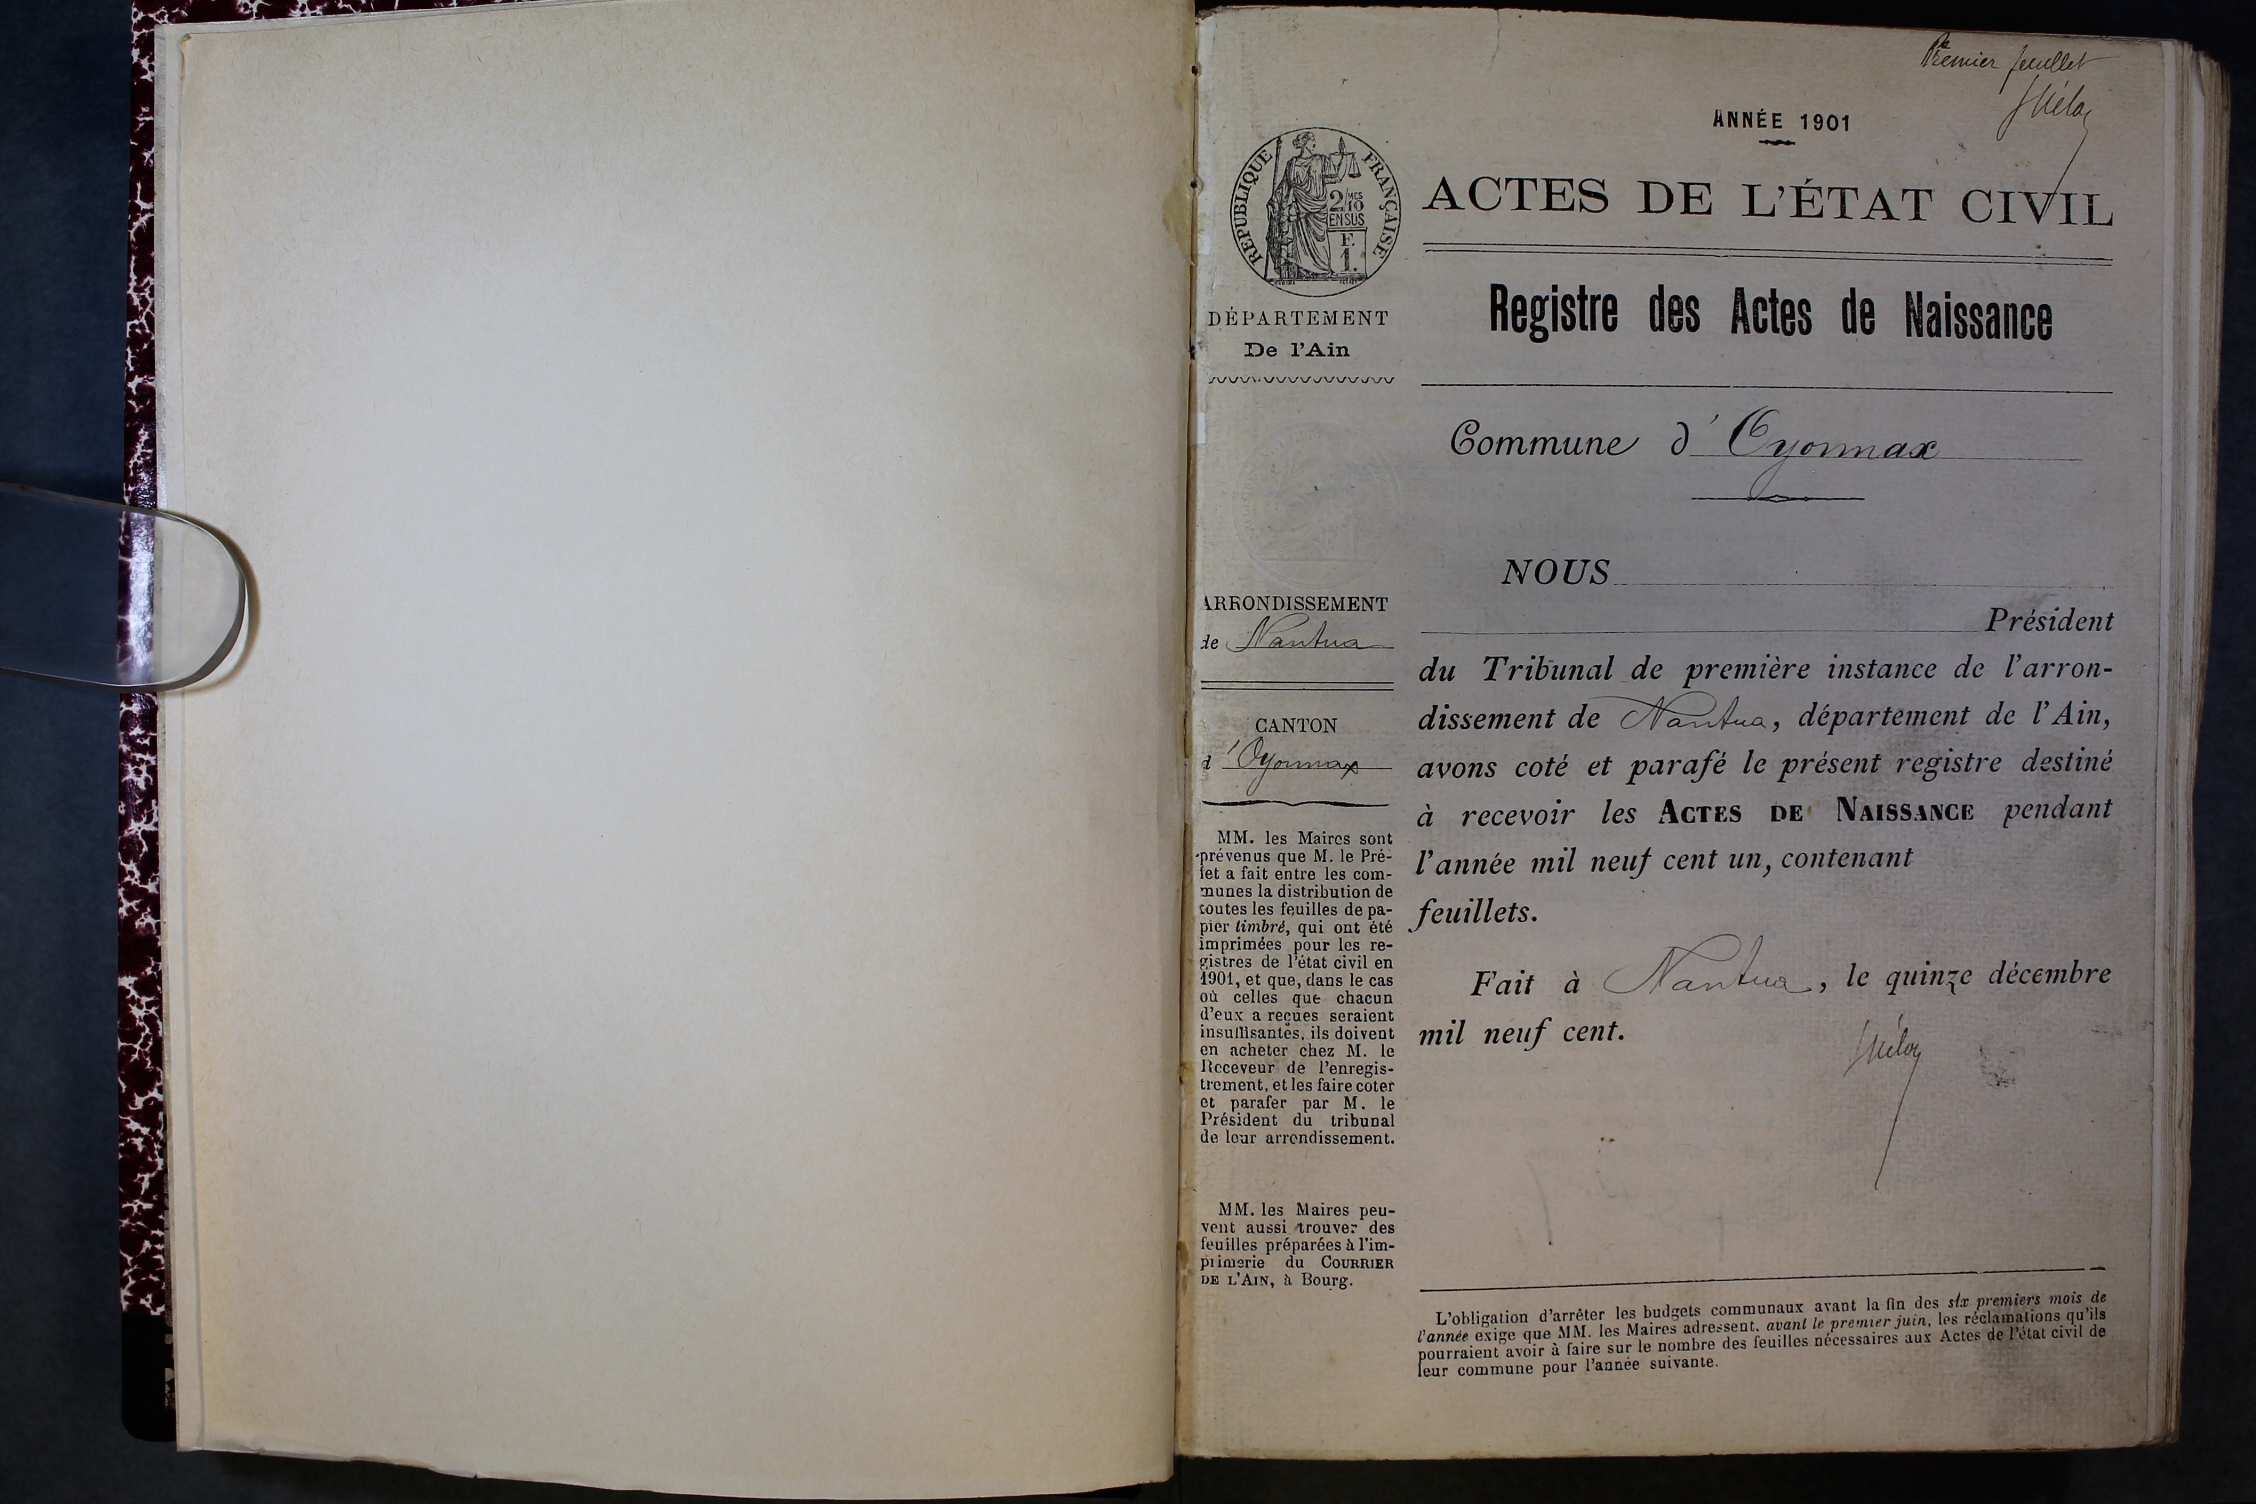 Premier feuillet
ANNÉE 1901
RÉPUBLIQUE FRANÇAISE
2/10 MES
EN SUS
F.
1.
ACTES DE L'ÉTAT CIVIL
DÉPARTEMENT
De l'Ain
Registre des Actes de Naissance
Commune d'Oyonnax
ARRONDISSEMENT
de Nantua
CANTON
d'Oyonnax
MM. les Maires sont
prévenus que M. le Pré-
fet a fait entre les com-
munes la distribution de
toutes les feuilles de pa-
pier timbré, qui ont été
imprimées pour les re-
gistres de l'état civil en
1901, et que, dans le cas
où celles que chacun
d'eux a reçues seraient
insuffisantes, ils doivent
en acheter chez M. le
Receveur de l'enregis-
trement, et les faire coter
et parafer par M. le
Président du tribunal
de leur arrondissement.
MM. les Maires peu-
vent aussi trouver des
feuilles préparées à l'im-
primerie du COURRIER
DE L'AIN, à Bourg.
NOUS
Président
du Tribunal de première instance de l'arron-
dissement de Nantua, département de l'Ain,
avons coté et parafé le présent registre destiné
à recevoir les ACTES DE NAISSANCE pendant
l'année mil neuf cent un, contenant
feuillets.
Fait à Nantua, le quinze décembre
mil neuf cent.
L'obligation d'arrêter les budgets communaux avant la fin des six premiers mois de
l'année exige que MM. les Maires adressent, avant le premier juin, les réclamations qu'ils
pourraient avoir à faire sur le nombre des feuilles nécessaires aux Actes de l'état civil de
leur commune pour l'année suivante.